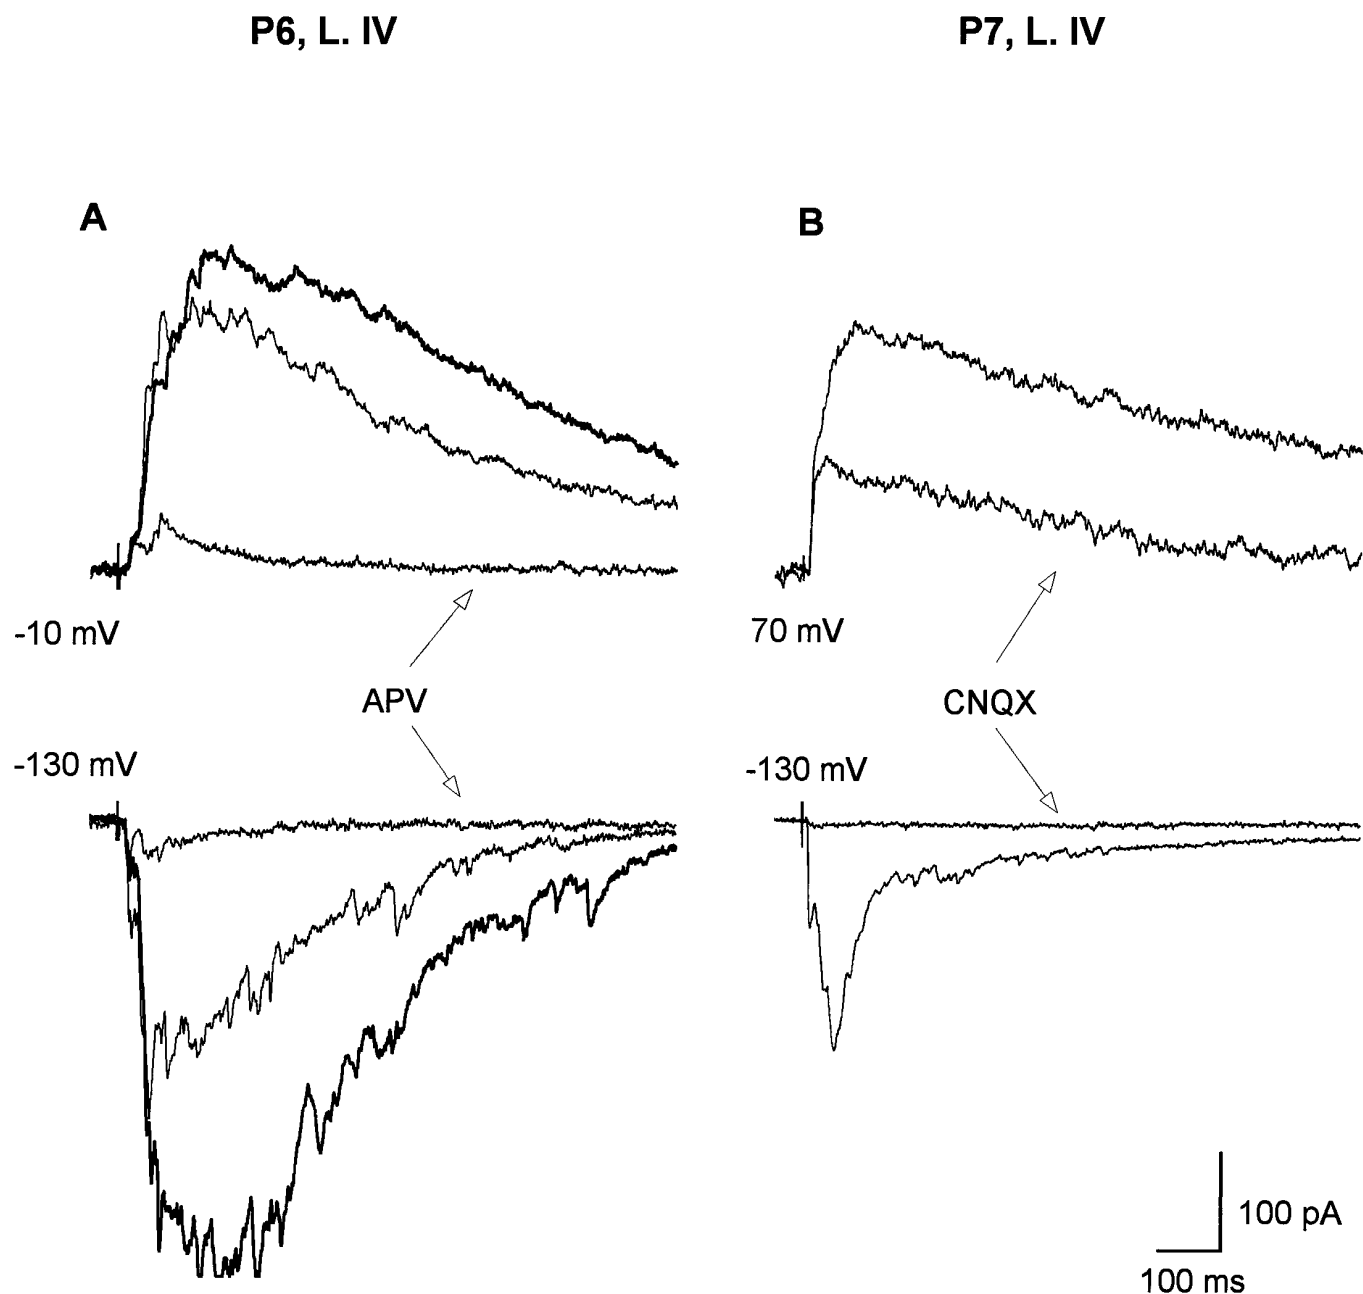 P6, L. IV
P7, L. IV
A
B
-10 mV
70 mV
APV
CNQX
-130 mV
-130 mV
100 pA
100 ms